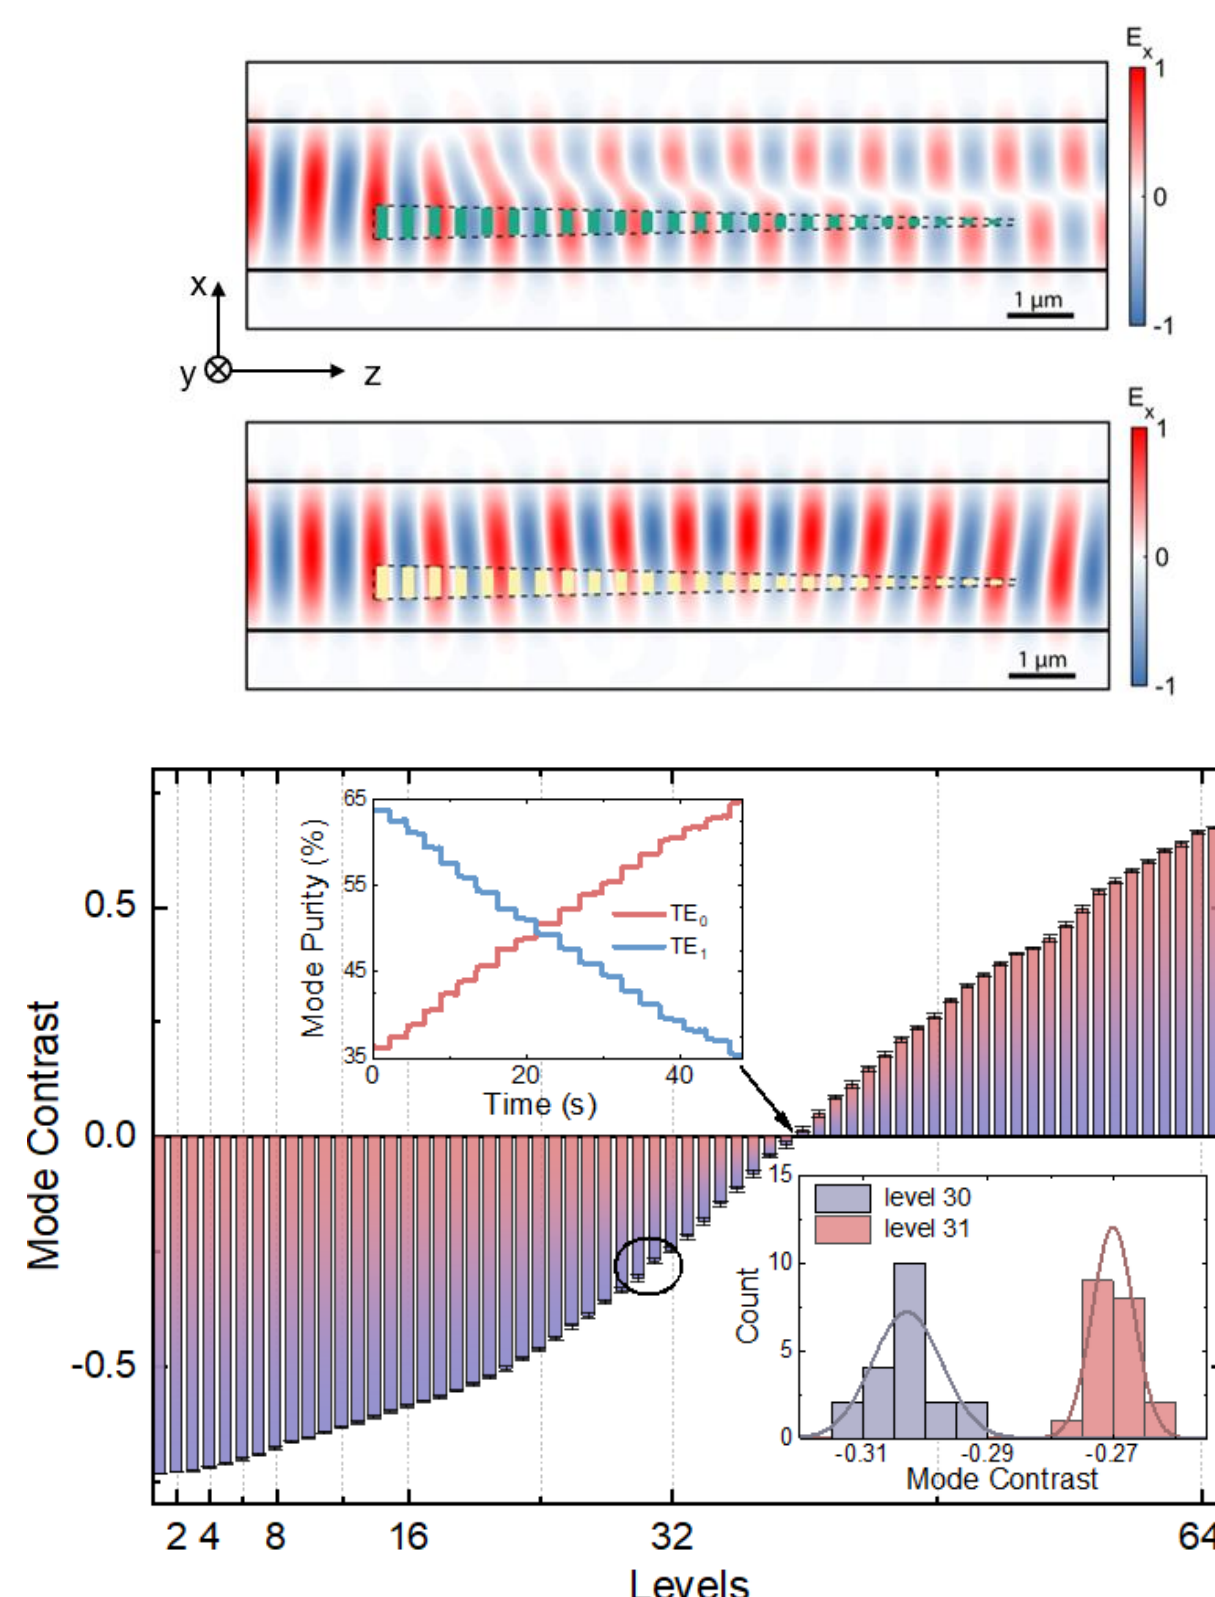 Ex
1
0
-1
1 μm
x
y
z
Ex
1
0
-1
1 μm
Mode Contrast
0.5
0.0
-0.5
2 4 8 16 32 64
Levels
Mode Purity (%)
65
55
45
35
TE0
TE1
0 20 40
Time (s)
15
10
5
0
Count
level 30
level 31
-0.31 -0.29 -0.27
Mode Contrast